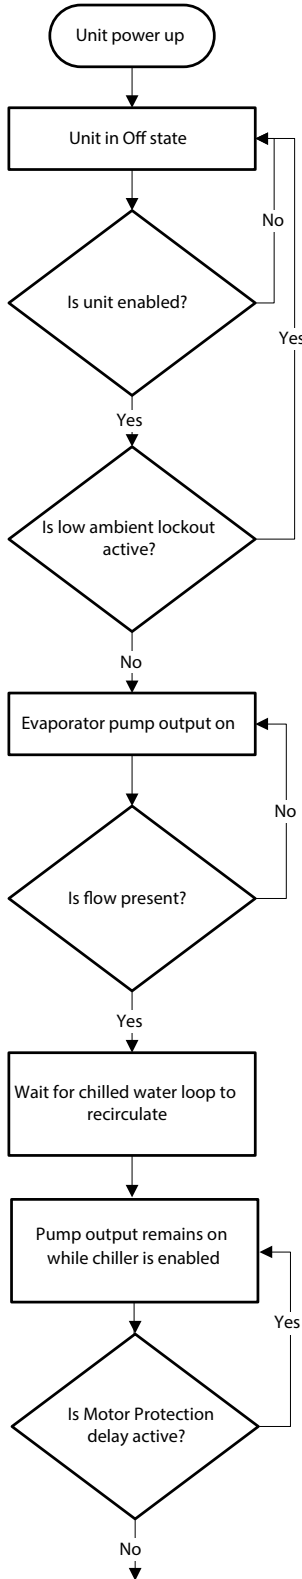 Unit power up
Unit in Off state
No
Is unit enabled?
Yes
Yes
Is low ambient lockout
active?
No
Evaporator pump output on
No
Is flow present?
Yes
Wait for chilled water loop to
recirculate
Pump output remains on
while chiller is enabled
Yes
Is Motor Protection
delay active?
No